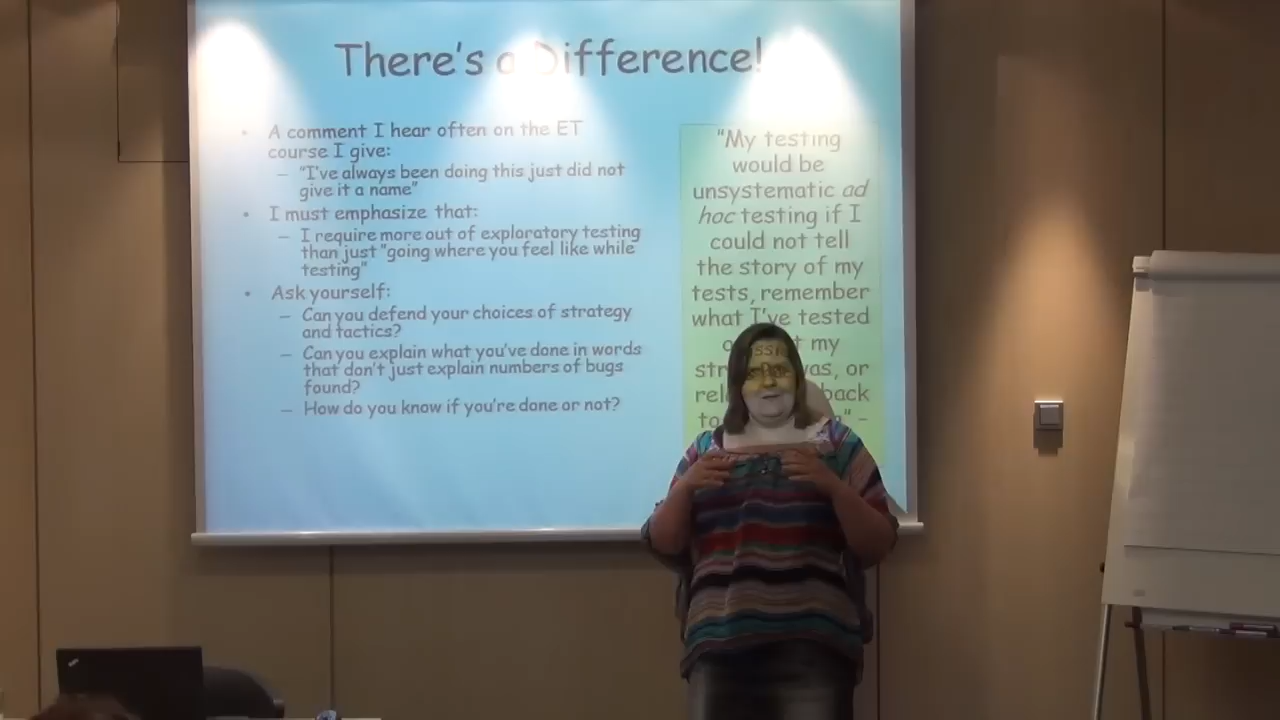 There's a Difference!
• A comment I hear often on the ET
course I give:
– "I've always been doing this just did not
give it a name"
• I must emphasize that:
– I require more out of exploratory testing
than just "going where you feel like while
testing"
• Ask yourself:
– Can you defend your choices of strategy
and tactics?
– Can you explain what you've done in words
that don't just explain numbers of bugs
found?
– How do you know if you're done or not?
"My testing
would be
unsystematic ad
hoc testing if I
could not tell
the story of my
tests, remember
what I've tested
my
was, or
back
to